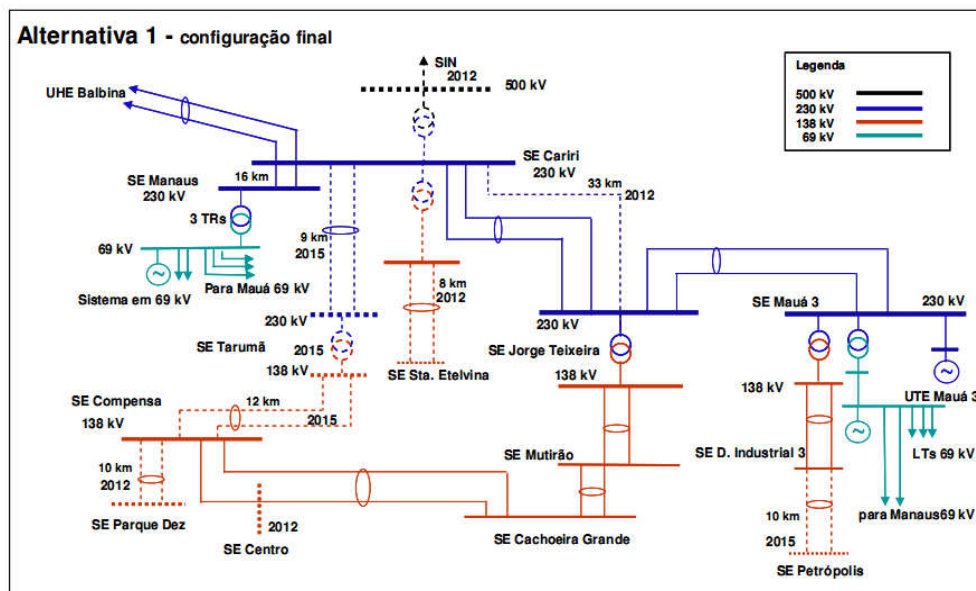 Alternativa 1 - configuração final
SIN
2012
500 kV
Legenda
500 kV
230 kV
138 kV
69 kV
UHE Balbina
SE Cariri
230 kV
SE Manaus
230 kV
16 km
33 km
2012
3 TRs
69 kV
9 km
2015
8 km
2012
Sistema em 69 kV
Para Mauá 69 kV
230 kV
SE Tarumã
2015
138 kV
SE Sta. Etelvina
230 kV
SE Jorge Teixeira
138 kV
SE Mauá 3
230 kV
138 kV
UTE Mauá 3
SE Compensa
138 kV
12 km
2015
SE Mutirão
SE D. Industrial 3
LTs 69 kV
10 km
2012
SE Parque Dez
2012
SE Centro
SE Cachoeira Grande
para Manaus69 kV
10 km
2015
SE Petrópolis